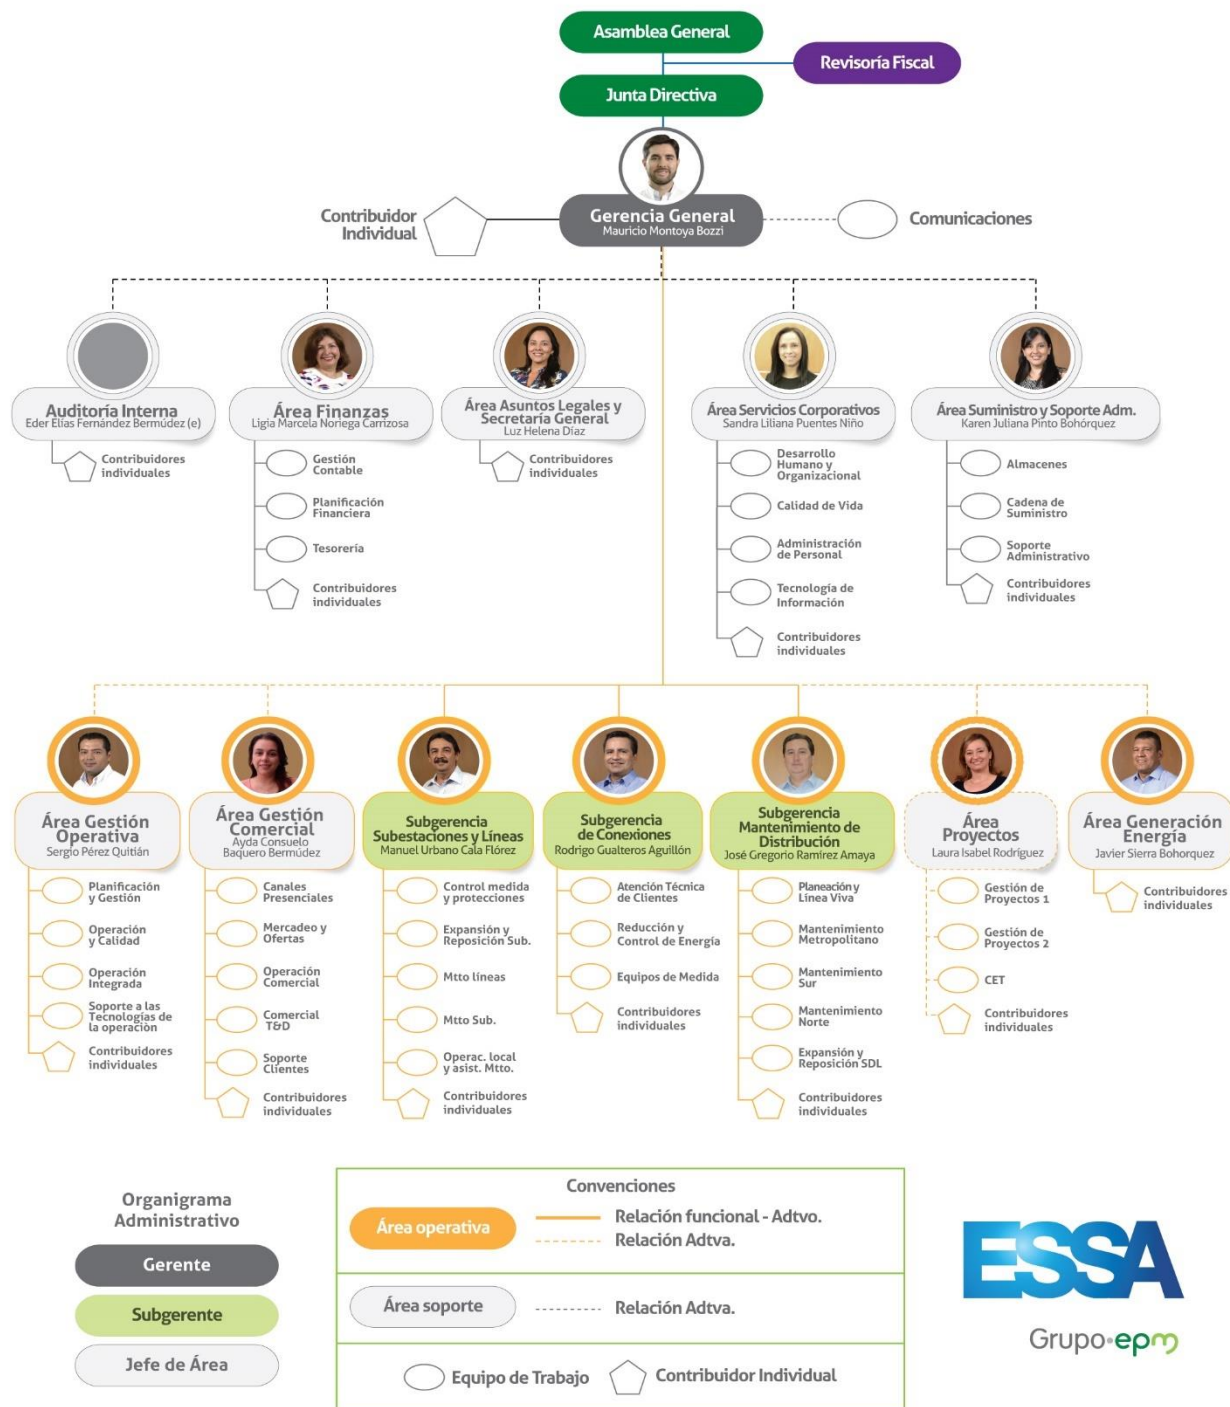 Asamblea General
Revisoría Fiscal
Junta Directiva
Contribuidor
Individual
Gerencia General
Mauricio Montoya Bozzi
Comunicaciones
Auditoría Interna
Eder Elías Fernández Bermúdez (e)
Contribuidores
individuales
Área Finanzas
Ligia Marcela Noriega Carrizosa
Gestión
Contable
Planificación
Financiera
Tesorería
Contribuidores
individuales
Área Asuntos Legales y
Secretaría General
Luz Helena Díaz
Contribuidores
individuales
Área Servicios Corporativos
Sandra Liliana Puentes Niño
Desarrollo
Humano y
Organizacional
Calidad de Vida
Administración
de Personal
Tecnología de
Información
Contribuidores
individuales
Área Suministro y Soporte Adm.
Karen Juliana Pinto Bohórquez
Almacenes
Cadena de
Suministro
Soporte
Administrativo
Contribuidores
individuales
Área Gestión
Operativa
Sergio Pérez Quitián
Planificación
y Gestión
Operación
y Calidad
Operación
Integrada
Soporte a las
Tecnologías de
la operaciòn
Contribuidores
individuales
Área Gestión
Comercial
Ayda Consuelo
Baquero Bermúdez
Canales
Presenciales
Mercadeo y
Ofertas
Operación
Comercial
Comercial
T&D
Soporte
Clientes
Contribuidores
individuales
Subgerencia
Subestaciones y Líneas
Manuel Urbano Cala Flórez
Control medida
y protecciones
Expansión y
Reposición Sub.
Mtto líneas
Mtto Sub.
Operac. local
y asist. Mtto.
Contribuidores
individuales
Subgerencia
de Conexiones
Rodrigo Gualteros Aguillón
Atención Técnica
de Clientes
Reducción y
Control de Energía
Equipos de Medida
Contribuidores
individuales
Subgerencia
Mantenimiento de
Distribución
José Gregorio Ramirez Amaya
Planeación y
Línea Viva
Mantenimiento
Metropolitano
Mantenimiento
Sur
Mantenimiento
Norte
Expansión y
Reposición SDL
Contribuidores
individuales
Área
Proyectos
Laura Isabel Rodríguez
Gestión de
Proyectos 1
Gestión de
Proyectos 2
CET
Contribuidores
individuales
Área Generación
Energía
Javier Sierra Bohorquez
Contribuidores
individuales
Organigrama
Administrativo
Gerente
Subgerente
Jefe de Área
Convenciones
Área operativa
Relación funcional - Adtvo.
Relación Adtva.
Área soporte
Relación Adtva.
Equipo de Trabajo
Contribuidor Individual
ESSA
Grupo·epm